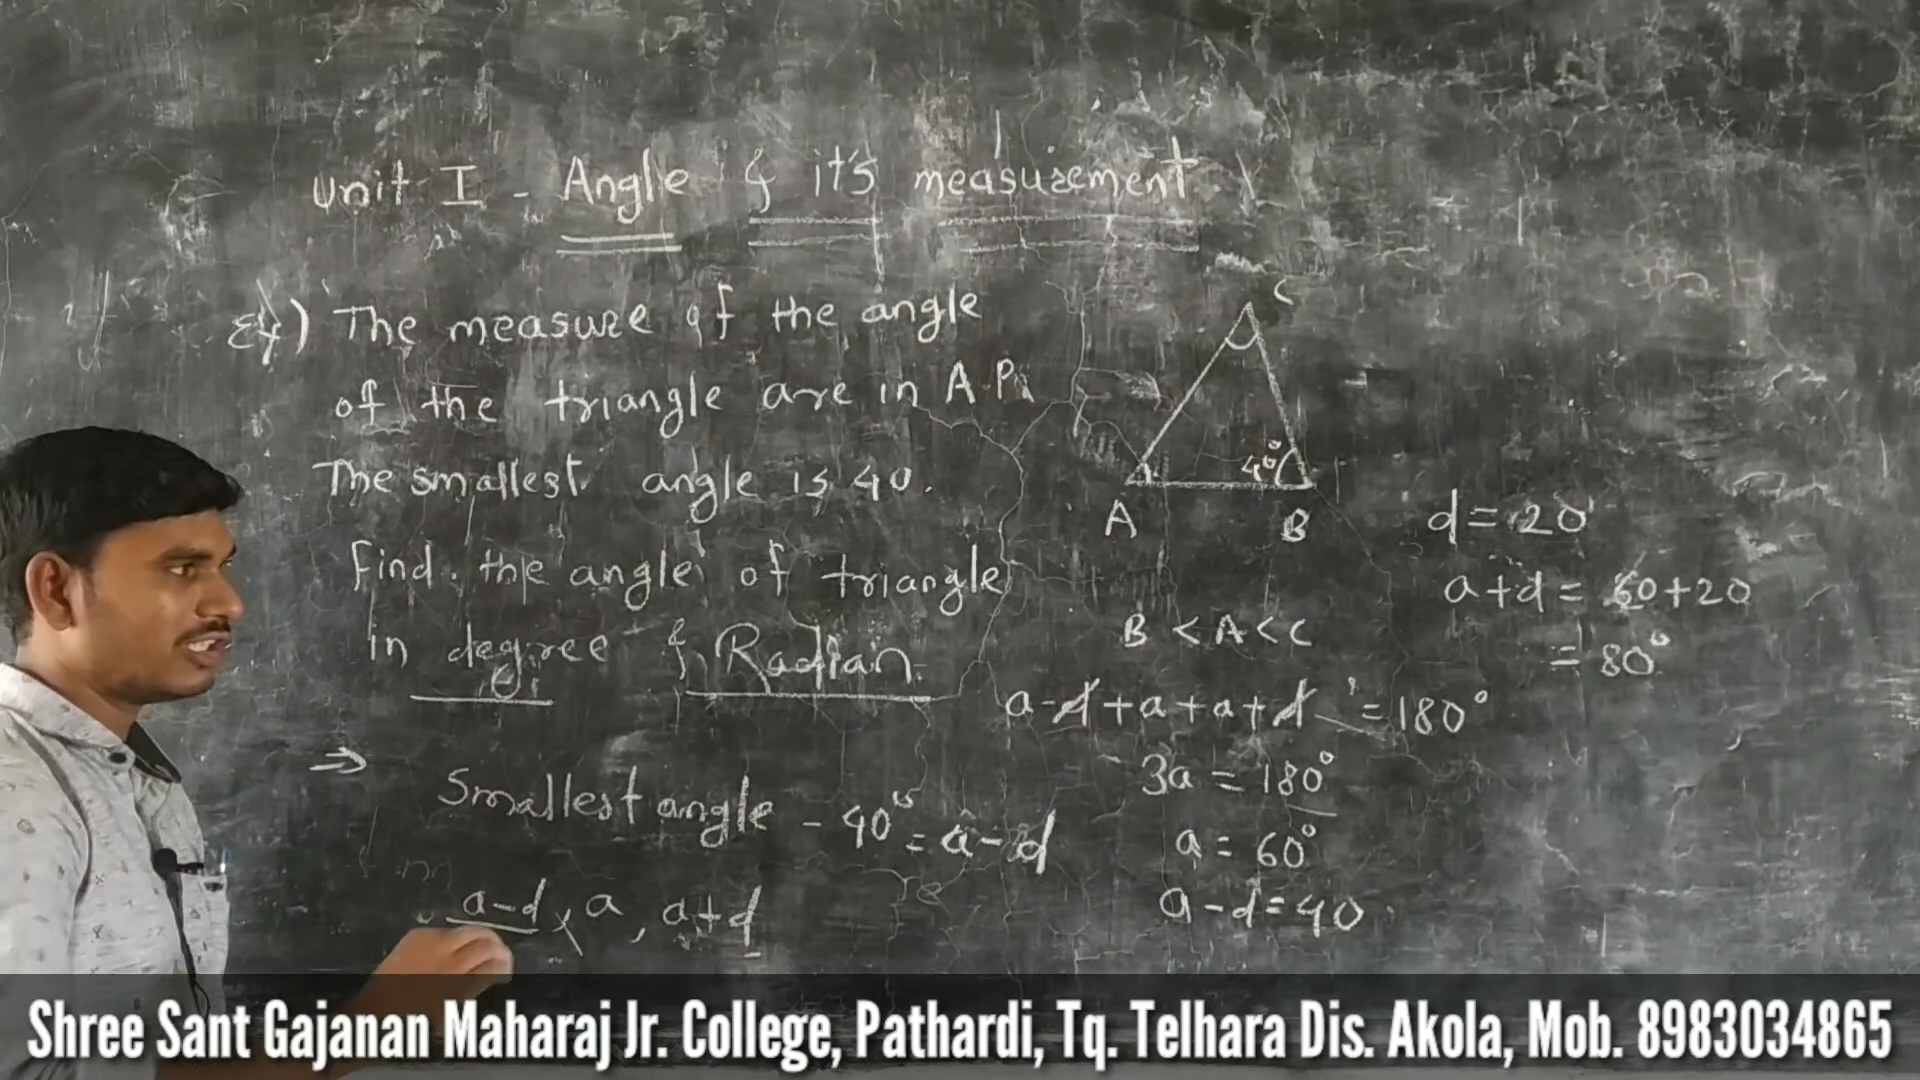 Unit I - Angle & it's measurement
Ex) The measure of the angle
of the triangle are in A.P.
The smallest angle is 40.
Find the angle of triangle
in degree & Radian.
⇒ Smallest angle - 40° = a-d
a-d, a, a+d
C
40°
A B
B < A < C
a-d+a+a+d = 180°
3a = 180°
a = 60°
a-d=40
d = 20
a+d = 60+20
= 80°
Shree Sant Gajanan Maharaj Jr. College, Pathardi, Tq. Telhara Dis. Akola, Mob. 8983034865